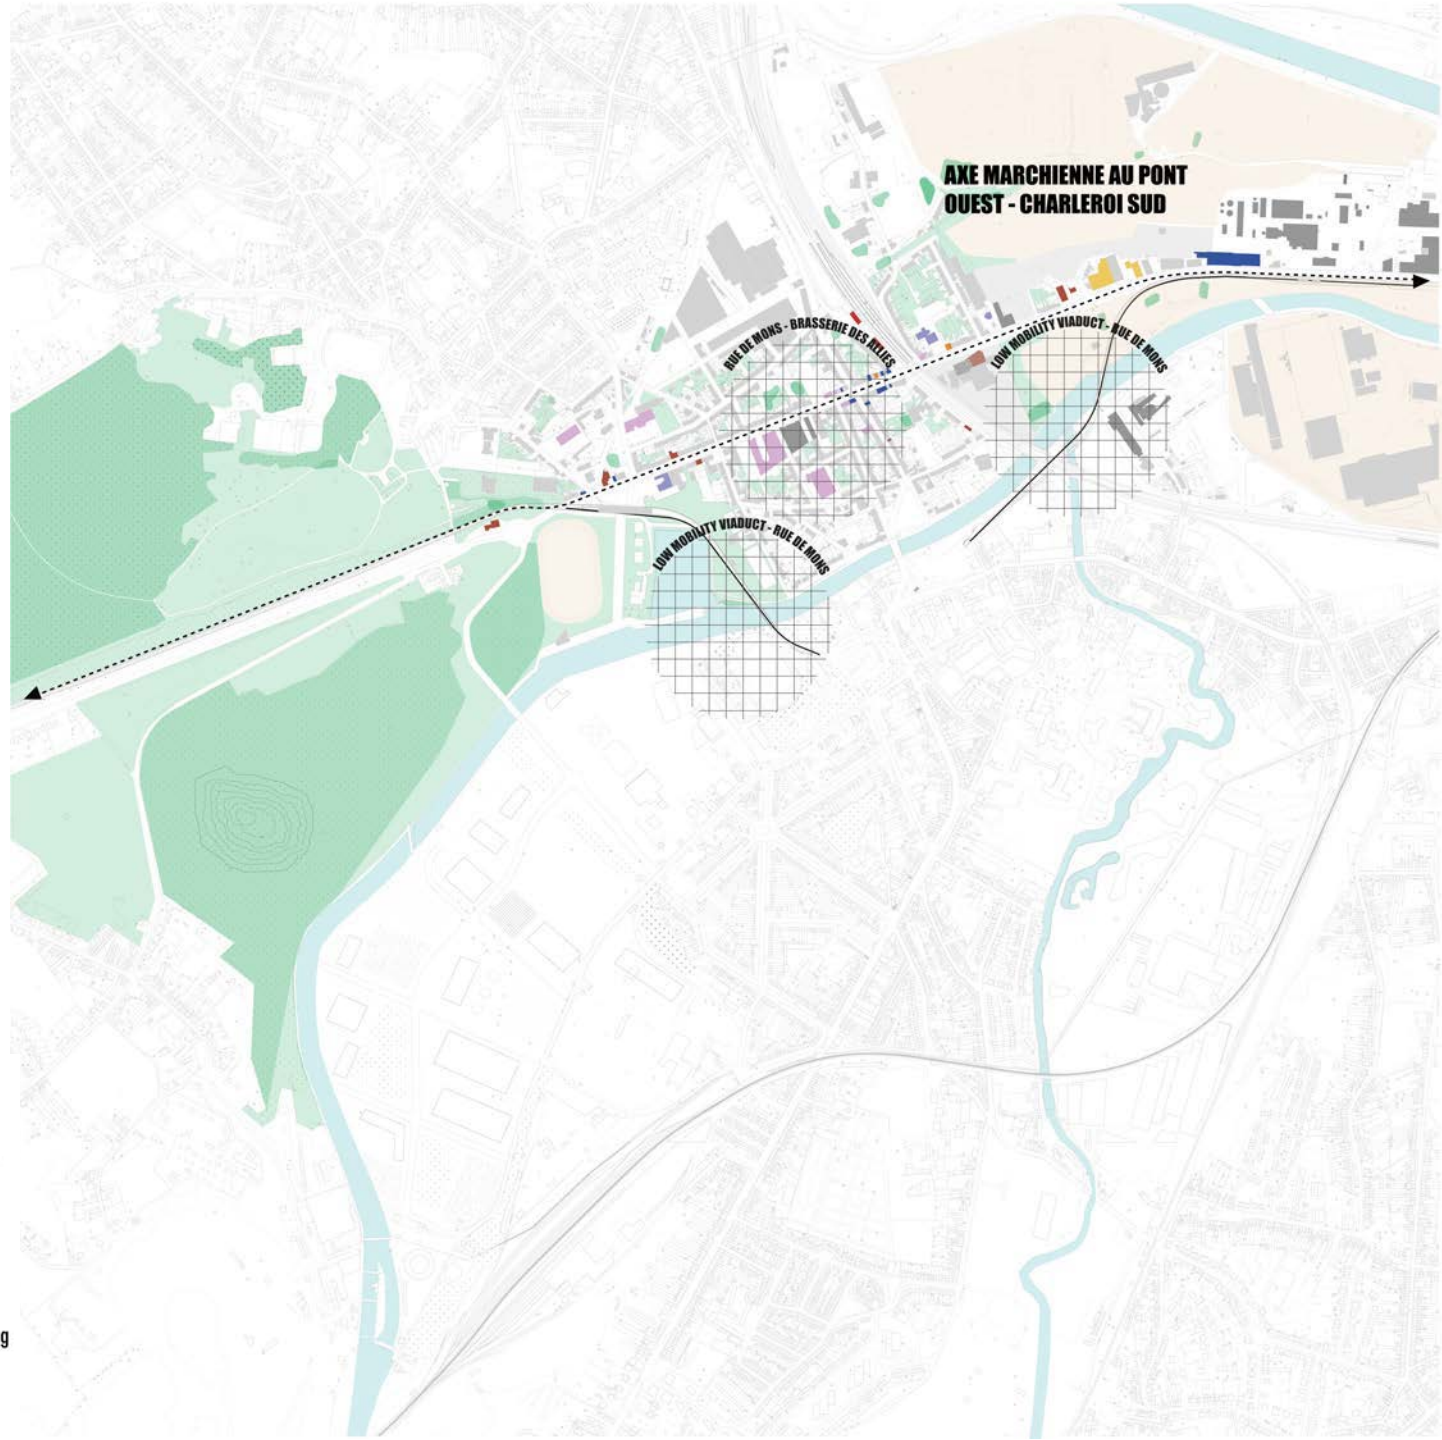 AXE MARCHIENNE AU PONT
OUEST - CHARLEROI SUD
RUE DE MONS - BRASSERIE DES ALLIES
LOW MOBILITY VIADUCT - RUE DE MONS
LOW MOBILITY VIADUCT - RUE DE MONS
g